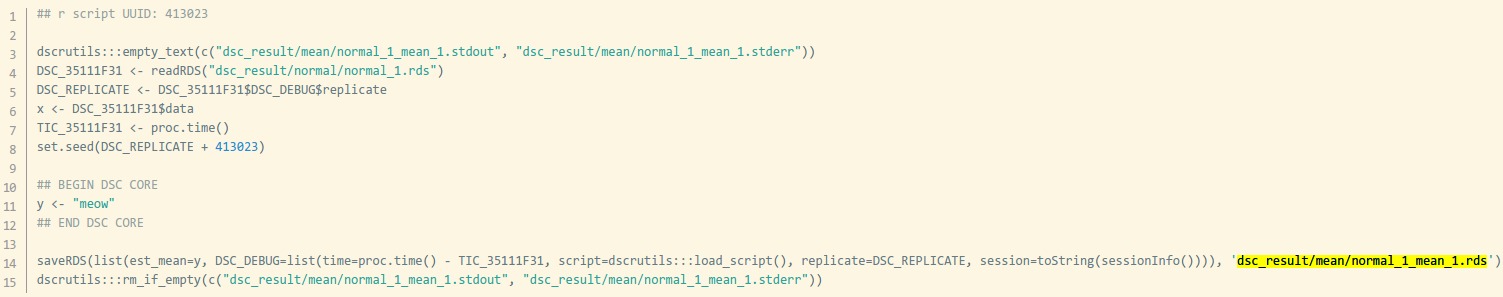 1 ## r script UUID: 413023
2
3 dscrutils:::empty_text(c("dsc_result/mean/normal_1_mean_1.stdout", "dsc_result/mean/normal_1_mean_1.stderr"))
4 DSC_35111F31 <- readRDS("dsc_result/normal/normal_1.rds")
5 DSC_REPLICATE <- DSC_35111F31$DSC_DEBUG$replicate
6 x <- DSC_35111F31$data
7 TIC_35111F31 <- proc.time()
8 set.seed(DSC_REPLICATE + 413023)
9
10 ## BEGIN DSC CORE
11 y <- "meow"
12 ## END DSC CORE
13
14 saveRDS(list(est_mean=y, DSC_DEBUG=list(time=proc.time() - TIC_35111F31, script=dscrutils:::load_script(), replicate=DSC_REPLICATE, session=toString(sessionInfo()))), 'dsc_result/mean/normal_1_mean_1.rds')
15 dscrutils:::rm_if_empty(c("dsc_result/mean/normal_1_mean_1.stdout", "dsc_result/mean/normal_1_mean_1.stderr"))